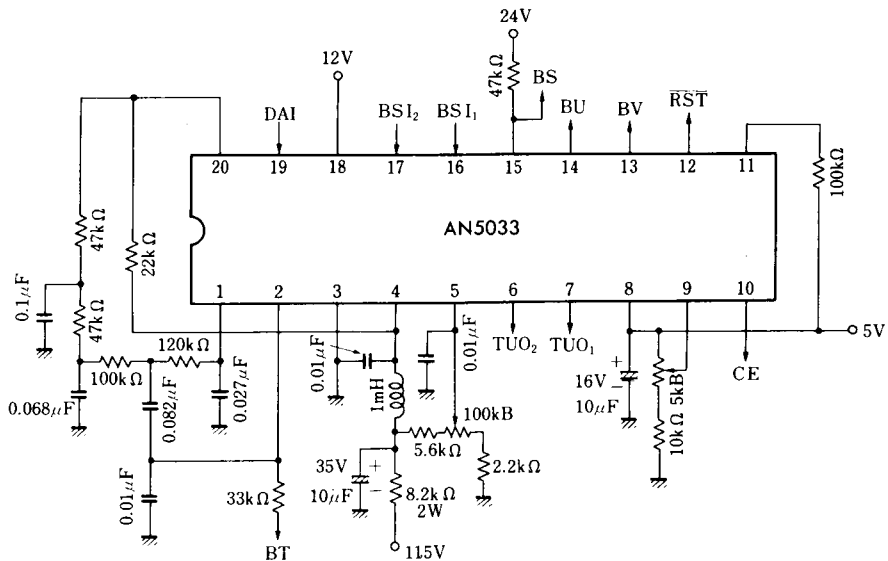 24V
12V
47kΩ
BS
DAI
BSI₂
BSI₁
BU
BV
R̅S̅T̅
20
19
18
17
16
15
14
13
12
11
100kΩ
47kΩ
22kΩ
AN5033
1
2
3
4
5
6
7
8
9
10
0.1μF
47kΩ
120kΩ
100kΩ
0.068μF
0.082μF
0.027μF
0.01μF
33kΩ
BT
0.01μF
1mH
0.01μF
TUO₂
TUO₁
5V
CE
16V
+
−
10μF
5kB
10kΩ
100kB
5.6kΩ
2.2kΩ
35V
+
−
10μF
8.2kΩ
2W
115V